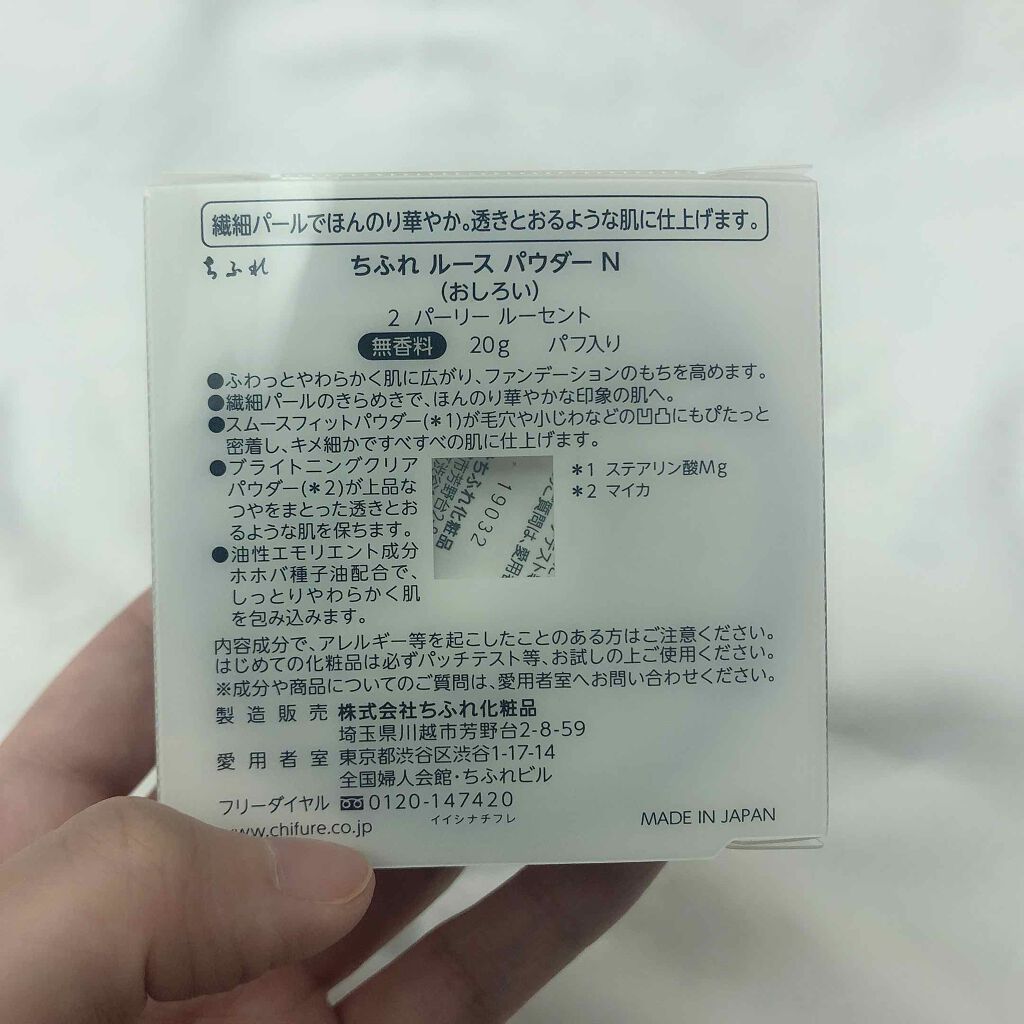 繊細パールでほんのり華やか。透きとおるような肌に仕上げます。
ちふれ ちふれ ルース パウダー N
(おしろい)
2 パーリー ルーセント
無香料 20g パフ入り
●ふわっとやわらかく肌に広がり、ファンデーションのもちを高めます。
●繊細パールのきらめきで、ほんのり華やかな印象の肌へ。
●スムースフィットパウダー(*1)が毛穴や小じわなどの凹凸にもぴたっと
密着し、キメ細かですべすべの肌に仕上げます。
●ブライトニングクリア
パウダー(*2)が上品な
つやをまとった透きとお
るような肌を保ちます。
●油性エモリエント成分
ホホバ種子油配合で、
しっとりやわらかく肌
を包み込みます。
ちふれ化粧品
市芳野台2-8
19032
ご質問は、愛用
テスト
*1 ステアリン酸Mg
*2 マイカ
内容成分で、アレルギー等を起こしたことのある方はご注意ください。
はじめての化粧品は必ずパッチテスト等、お試しの上ご使用ください。
※成分や商品についてのご質問は、愛用者室へお問い合わせください。
製造販売 株式会社ちふれ化粧品
埼玉県川越市芳野台2-8-59
愛用者室 東京都渋谷区渋谷1-17-14
全国婦人会館・ちふれビル
フリーダイヤル 0120-147420
イイシナチフレ
www.chifure.co.jp
MADE IN JAPAN